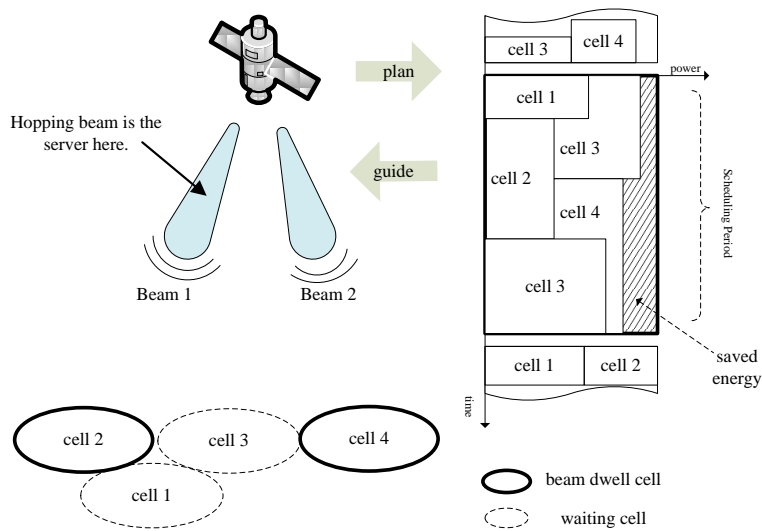 cell 3
cell 4
plan
power
Hopping beam is the
server here.
cell 1
cell 3
guide
cell 2
Scheduling Period
cell 4
cell 3
Beam 1
Beam 2
saved
energy
cell 1
cell 2
time
cell 2
cell 3
cell 4
cell 1
beam dwell cell
waiting cell